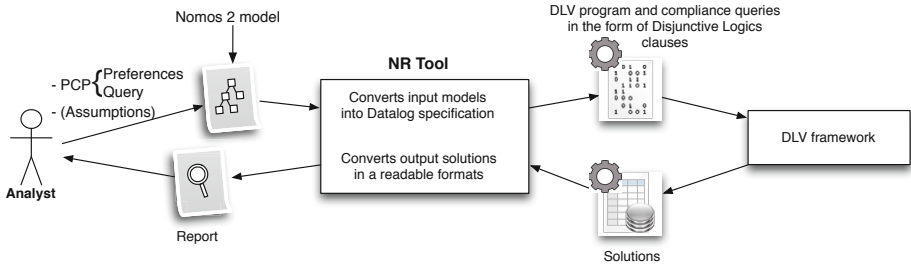 Nomos 2 model
- PCP { Preferences
Query
- (Assumptions)
Analyst
Report
NR Tool
Converts input models
into Datalog specification
Converts output solutions
in a readable formats
DLV program and compliance queries
in the form of Disjunctive Logics
clauses
DLV framework
Solutions